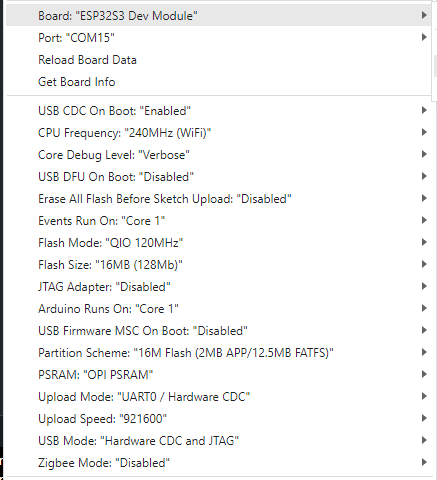 Board: "ESP32S3 Dev Module"
Port: "COM15"
Reload Board Data
Get Board Info
USB CDC On Boot: "Enabled"
CPU Frequency: "240MHz (WiFi)"
Core Debug Level: "Verbose"
USB DFU On Boot: "Disabled"
Erase All Flash Before Sketch Upload: "Disabled"
Events Run On: "Core 1"
Flash Mode: "QIO 120MHz"
Flash Size: "16MB (128Mb)"
JTAG Adapter: "Disabled"
Arduino Runs On: "Core 1"
USB Firmware MSC On Boot: "Disabled"
Partition Scheme: "16M Flash (2MB APP/12.5MB FATFS)"
PSRAM: "OPI PSRAM"
Upload Mode: "UART0 / Hardware CDC"
Upload Speed: "921600"
USB Mode: "Hardware CDC and JTAG"
Zigbee Mode: "Disabled"